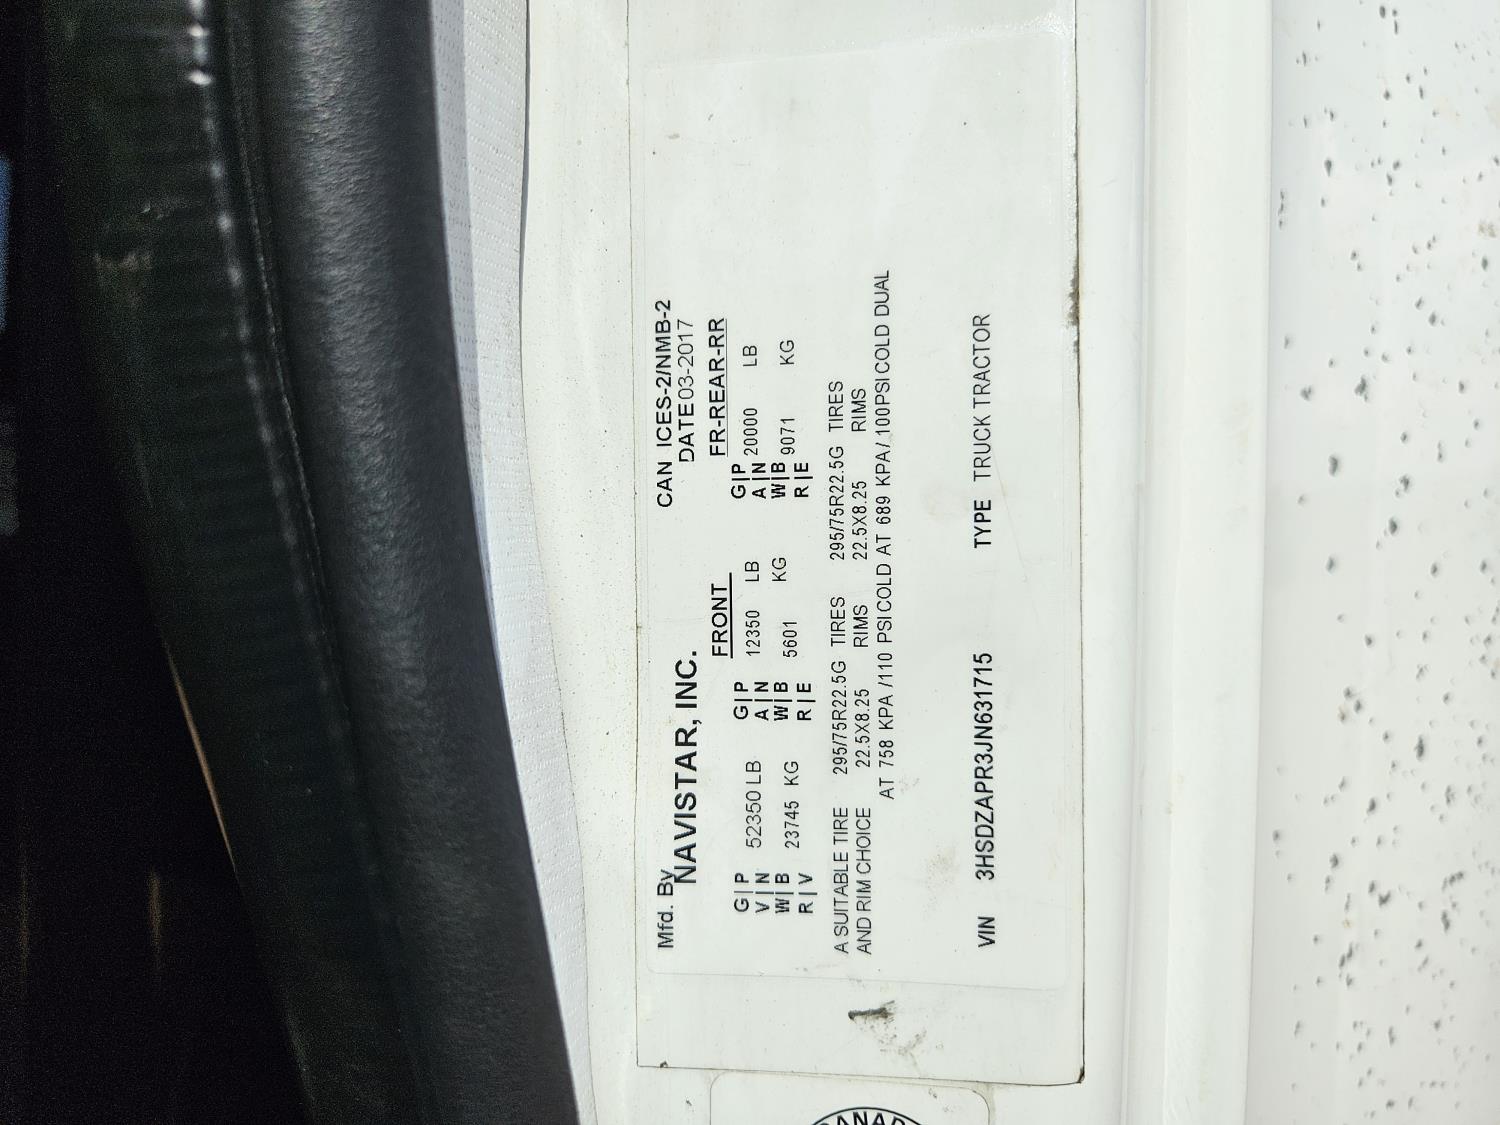 Mfd. By
NAVISTAR, INC.
CAN ICES-2/NMB-2
DATE 03-2017
FRONT
FR-REAR-RR
G|P 52350 LB G|P 12350 LB G|P 20000 LB
V|N A|N A|N
W|B 23745 KG W|B 5601 KG W|B 9071 KG
R|V R|E R|E
A SUITABLE TIRE 295/75R22.5G TIRES 295/75R22.5G TIRES
AND RIM CHOICE 22.5X8.25 RIMS 22.5X8.25 RIMS
AT 758 KPA /110 PSI COLD AT 689 KPA/ 100PSI COLD DUAL
VIN 3HSDZAPR3JN631715 TYPE TRUCK TRACTOR